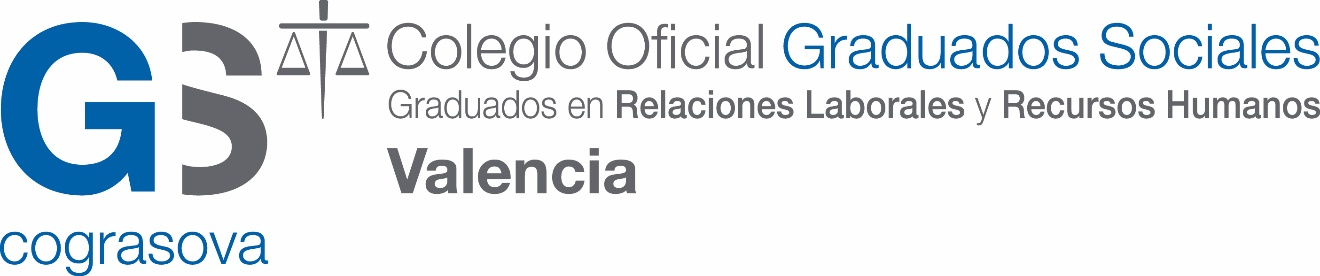 GS
cograsova
Colegio Oficial Graduados Sociales
Graduados en Relaciones Laborales y Recursos Humanos
Valencia